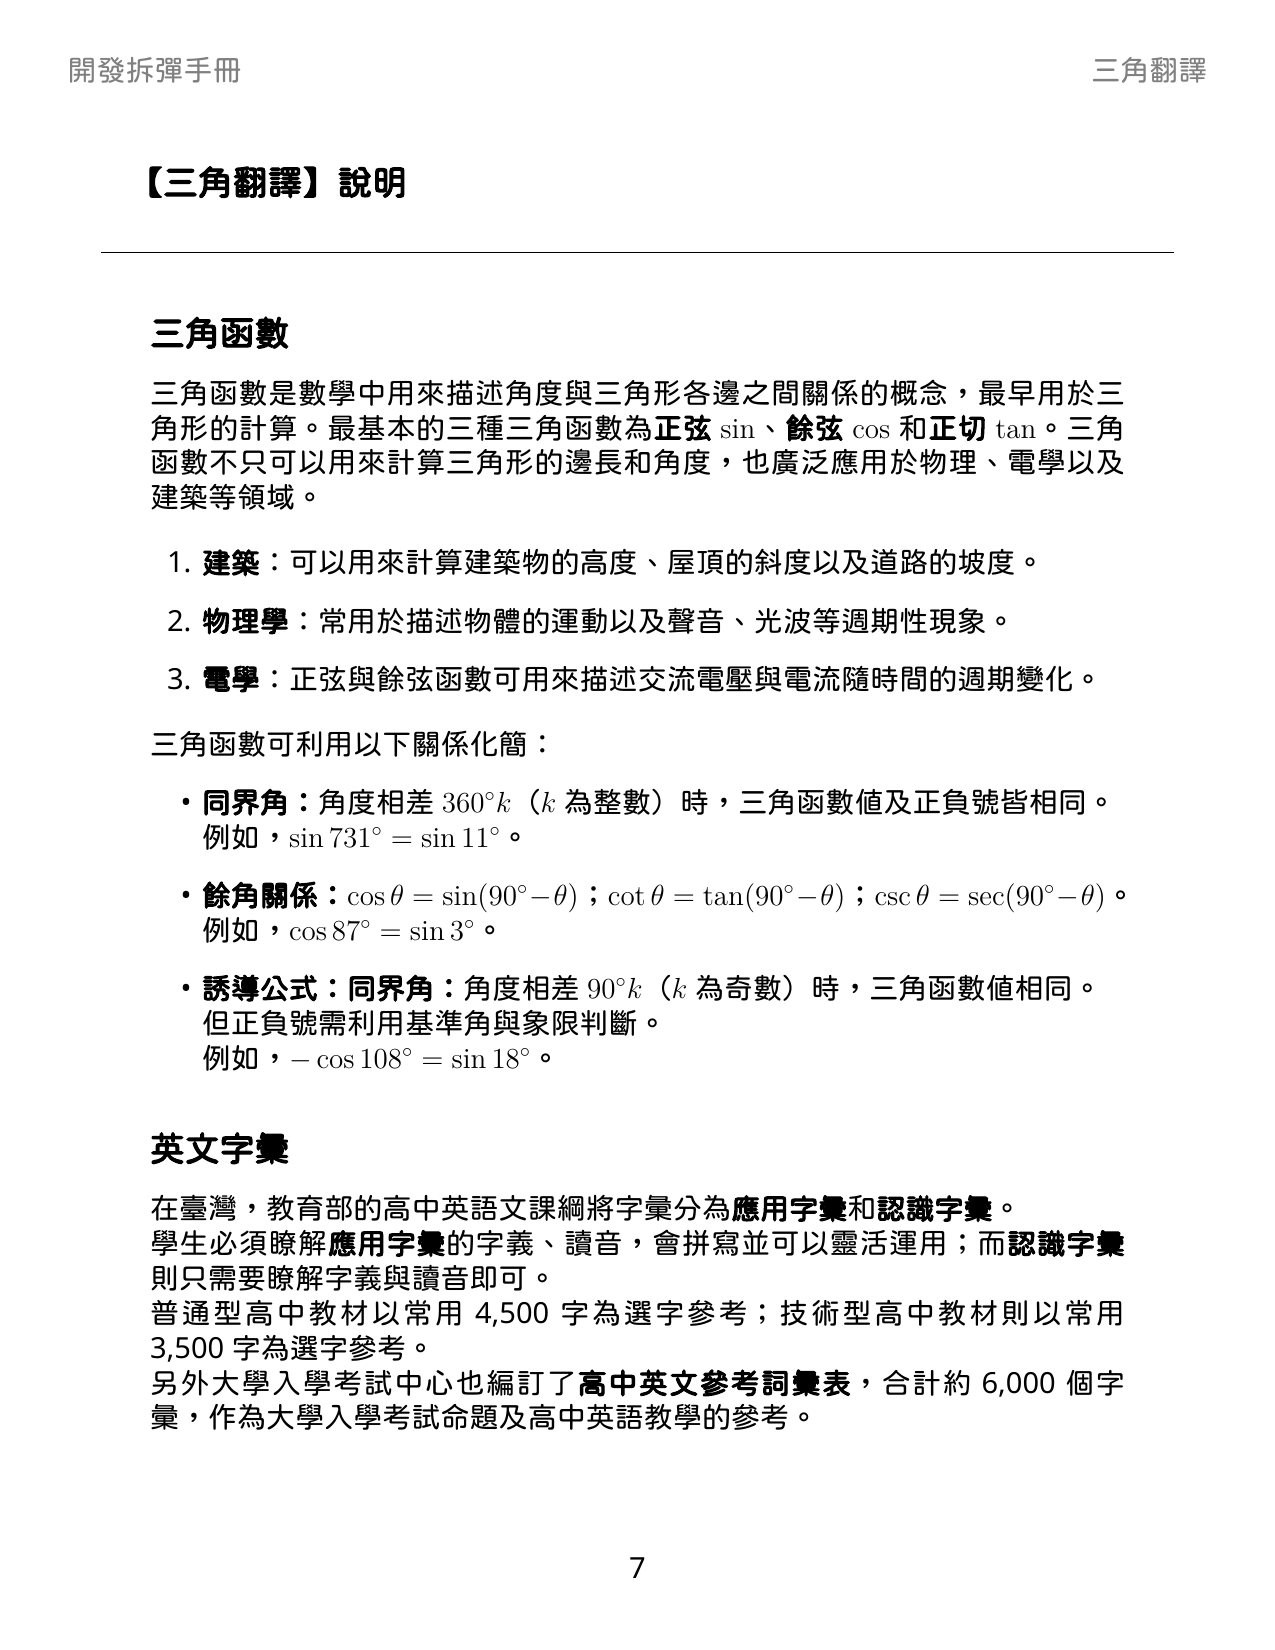 開發拆彈手冊
三角翻譯
【三角翻譯】說明
三角函數
三角函數是數學中用來描述角度與三角形各邊之間關係的概念，最早用於三
角形的計算。最基本的三種三角函數為正弦 sin、餘弦 cos 和正切 tan。三角
函數不只可以用來計算三角形的邊長和角度，也廣泛應用於物理、電學以及
建築等領域。
1. 建築：可以用來計算建築物的高度、屋頂的斜度以及道路的坡度。
2. 物理學：常用於描述物體的運動以及聲音、光波等週期性現象。
3. 電學：正弦與餘弦函數可用來描述交流電壓與電流隨時間的週期變化。
三角函數可利用以下關係化簡：
• 同界角：角度相差 360°k（k 為整數）時，三角函數值及正負號皆相同。
例如，sin 731° = sin 11°。
• 餘角關係：cos θ = sin(90°−θ)；cot θ = tan(90°−θ)；csc θ = sec(90°−θ)。
例如，cos 87° = sin 3°。
• 誘導公式：同界角：角度相差 90°k（k 為奇數）時，三角函數值相同。
但正負號需利用基準角與象限判斷。
例如，− cos 108° = sin 18°。
英文字彙
在臺灣，教育部的高中英語文課綱將字彙分為應用字彙和認識字彙。
學生必須瞭解應用字彙的字義、讀音，會拼寫並可以靈活運用；而認識字彙
則只需要瞭解字義與讀音即可。
普通型高中教材以常用 4,500 字為選字參考；技術型高中教材則以常用
3,500 字為選字參考。
另外大學入學考試中心也編訂了高中英文參考詞彙表，合計約 6,000 個字
彙，作為大學入學考試命題及高中英語教學的參考。
7